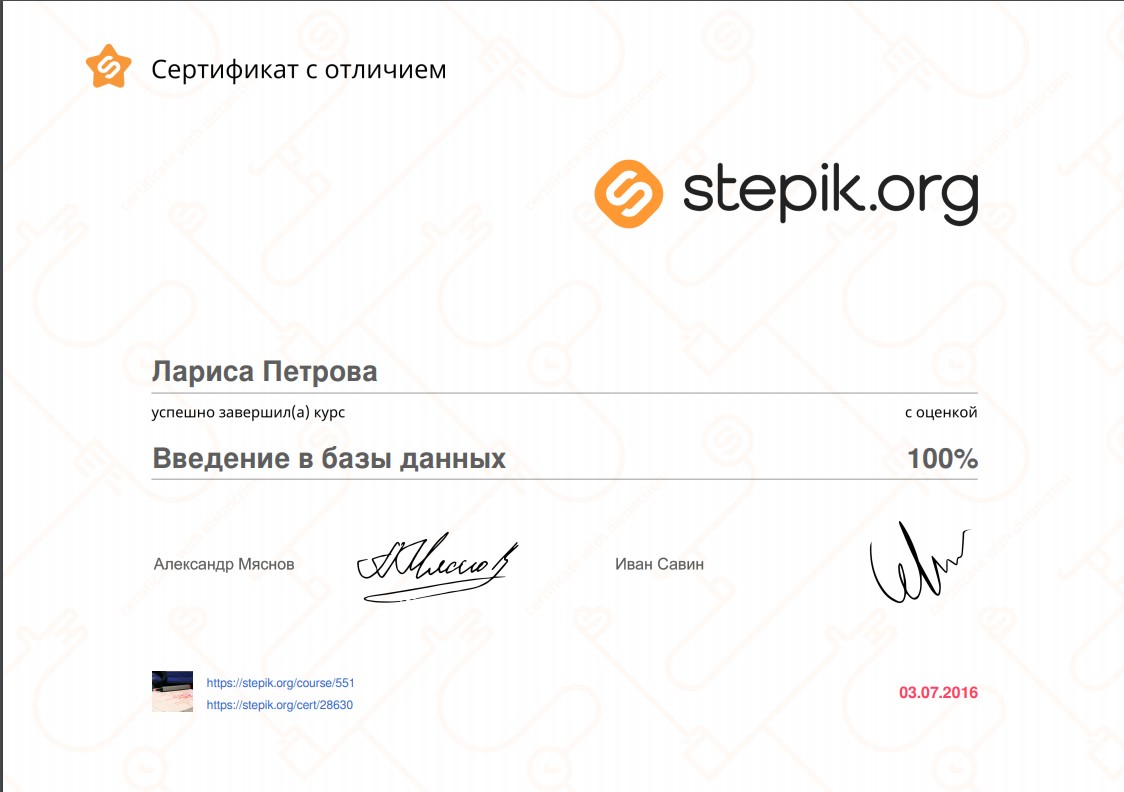 Сертификат с отличием
stepik.org
Лариса Петрова
успешно завершил(а) курс с оценкой
Введение в базы данных 100%
Александр Мяснов Иван Савин
https://stepik.org/course/551
https://stepik.org/cert/28630
03.07.2016